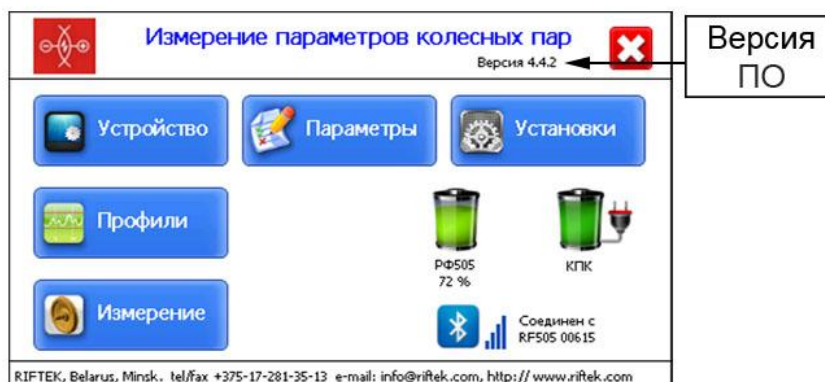 Измерение параметров колесных пар
Версия 4.4.2
Версия
ПО
Устройство
Параметры
Установки
Профили
РФ505
72 %
КПК
Измерение
Соединен с
RF505 00615
RIFTEK, Belarus, Minsk. tel/fax +375-17-281-35-13 e-mail: info@riftek.com, http:// www.riftek.com